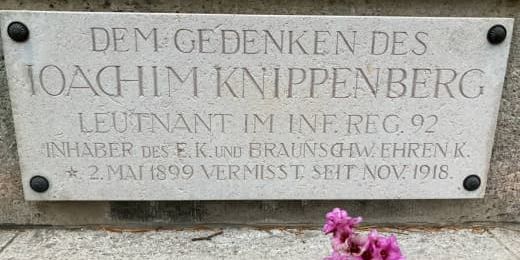 DEM GEDENKEN DES
IOACHIM KNIPPENBERG
LEUTNANT IM INF. REG. 92
INHABER DES E.K. UND BRAUNSCHW. EHREN K.
* 2. MAI 1899 VERMISST SEIT NOV. 1918.